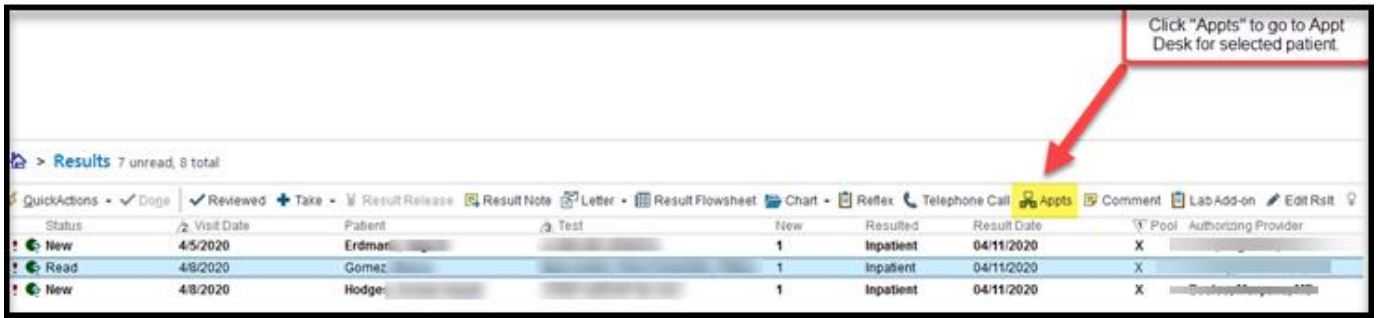 Click "Appts" to go to Appt
Desk for selected patient.
> Results 7 unread, 8 total
QuickActions Done Reviewed Take Result Release Result Note Letter Result Flowsheet Chart Reflex Telephone Call Appts Comment Lab Add-on Edit Rslt
Status Visit Date Patient Test New Resulted Result Date Pool Authorizing Provider
! New 4/5/2020 1 Inpatient 04/11/2020 X
! Read 4/8/2020 Gomez 1 Inpatient 04/11/2020 X
! New 4/8/2020 1 Inpatient 04/11/2020 X